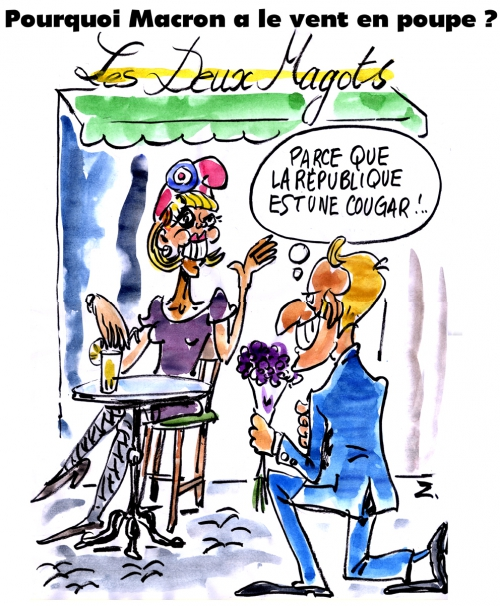 Pourquoi Macron a le vent en poupe ?
Les Deux Magots
PARCE QUE
LA RÉPUBLIQUE
EST UNE COUGAR !..
Z.